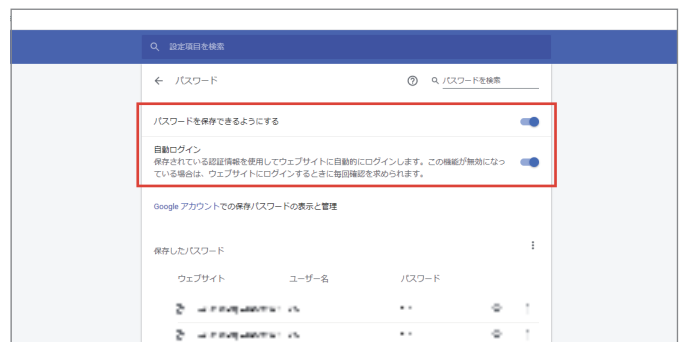 設定項目を検索
パスワード
パスワードを検索
パスワードを保存できるようにする
自動ログイン
保存されている認証情報を使用してウェブサイトに自動的にログインします。この機能が無効になっ
ている場合は、ウェブサイトにログインするときに毎回確認を求められます。
Google アカウントでの保存パスワードの表示と管理
保存したパスワード
ウェブサイト ユーザー名 パスワード